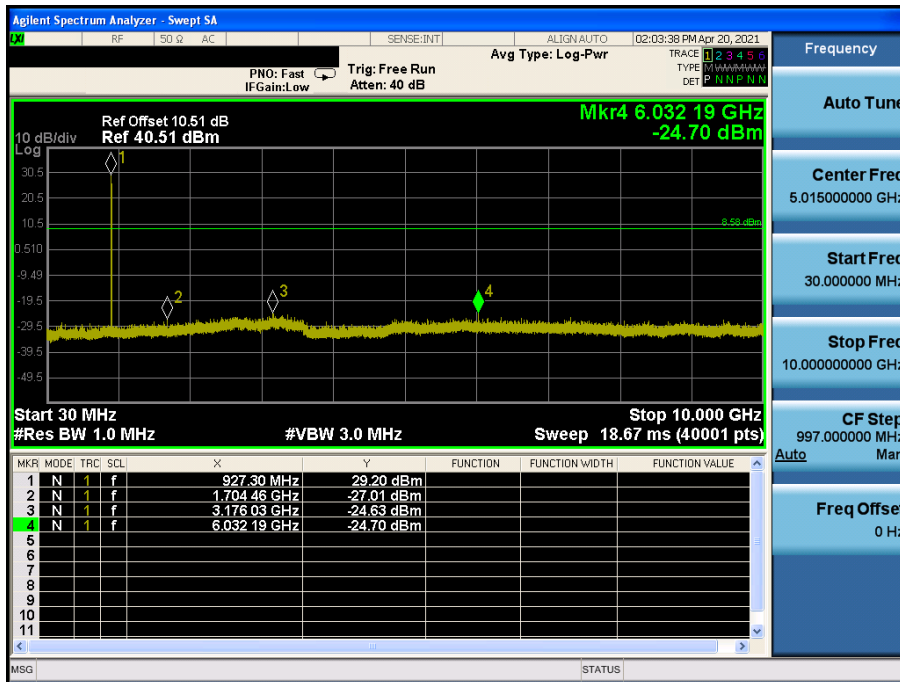 Agilent Spectrum Analyzer - Swept SA
LXI RF 50 Ω AC SENSE:INT ALIGN AUTO 02:03:38 PM Apr 20, 2021
PNO: Fast
IFGain:Low
Trig: Free Run
Atten: 40 dB
Avg Type: Log-Pwr
TRACE 1 2 3 4 5 6
TYPE M
DET P N N P N N
Frequency
Auto Tune
Center Freq
5.015000000 GHz
Start Freq
30.000000 MHz
Stop Freq
10.000000000 GHz
CF Step
997.000000 MHz
Auto Man
Freq Offset
0 Hz
Mkr4 6.032 19 GHz
-24.70 dBm
Ref Offset 10.51 dB
10 dB/div Ref 40.51 dBm
Log
30.5
20.5
10.5
0.510
-9.49
-19.5
-29.5
-39.5
-49.5
8.58 dBm
1
2
3
4
Start 30 MHz Stop 10.000 GHz
#Res BW 1.0 MHz #VBW 3.0 MHz Sweep 18.67 ms (40001 pts)
MKR MODE TRC SCL X Y FUNCTION FUNCTION WIDTH FUNCTION VALUE
1 N 1 f 927.30 MHz 29.20 dBm
2 N 1 f 1.704 46 GHz -27.01 dBm
3 N 1 f 3.176 03 GHz -24.63 dBm
4 N 1 f 6.032 19 GHz -24.70 dBm
5
6
7
8
9
10
11
MSG STATUS